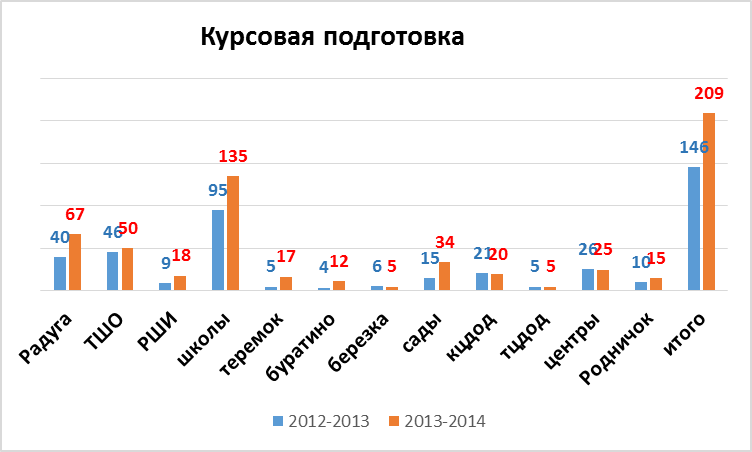 Курсовая подготовка
209
146
135
95
67
40
46
50
9
18
5
17
4
12
6
5
15
34
21
20
5
5
26
25
10
15
Радуга
ТШО
РШИ
школы
теремок
буратино
березка
сады
кцдод
тцдод
центры
Родничок
итого
2012-2013
2013-2014